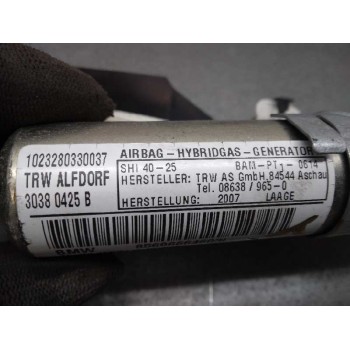 1023280330037
TRW ALFDORF
3038 0425 B
AIRBAG-HYBRIDGAS-GENERATOR
SHI 40-25 BAM-PT1-0614
HERSTELLER: TRW AS GmbH, 84544 Aschau
Tel. 08638/965-0
HERSTELLUNG: 2007 LAAGE
BMW